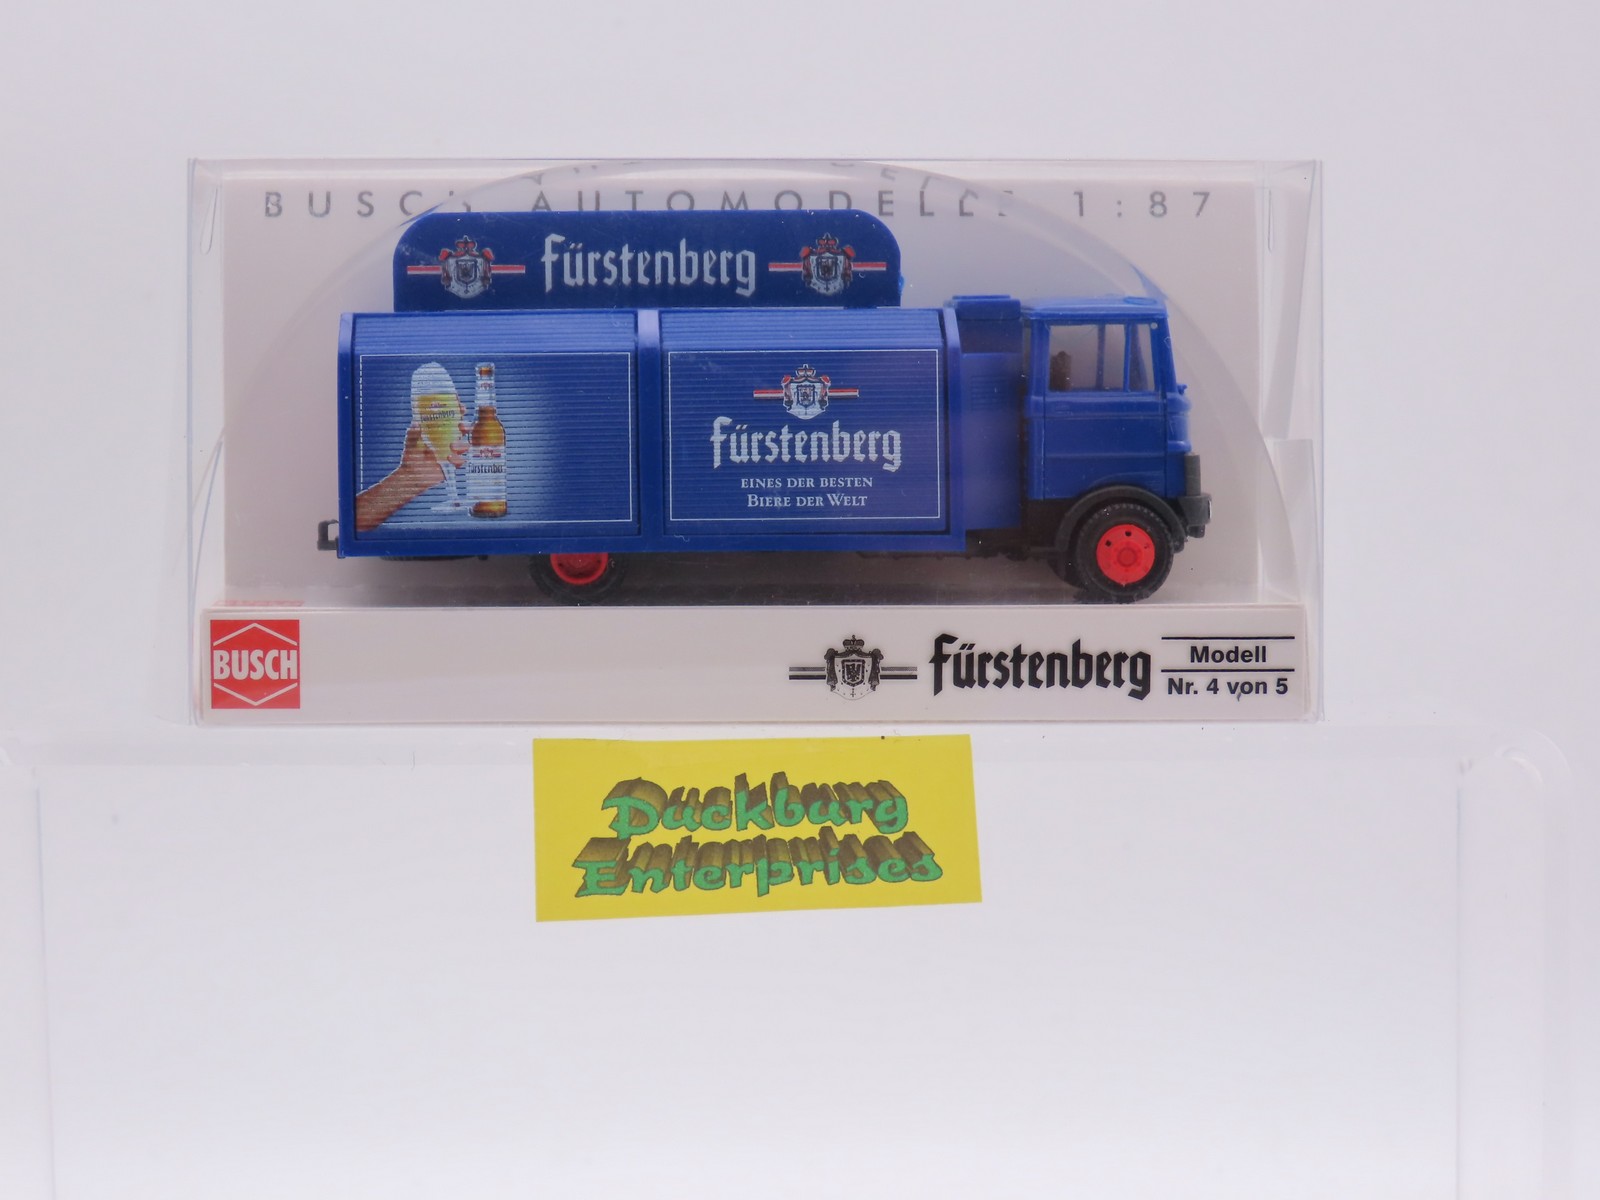 BUSCH AUTOMODELLE 1:87
fürstenberg
fürstenberg
EINES DER BESTEN
BIERE DER WELT
fürstenberg
BUSCH
fürstenberg
Modell
Nr. 4 von 5
Duckburg
Enterprises